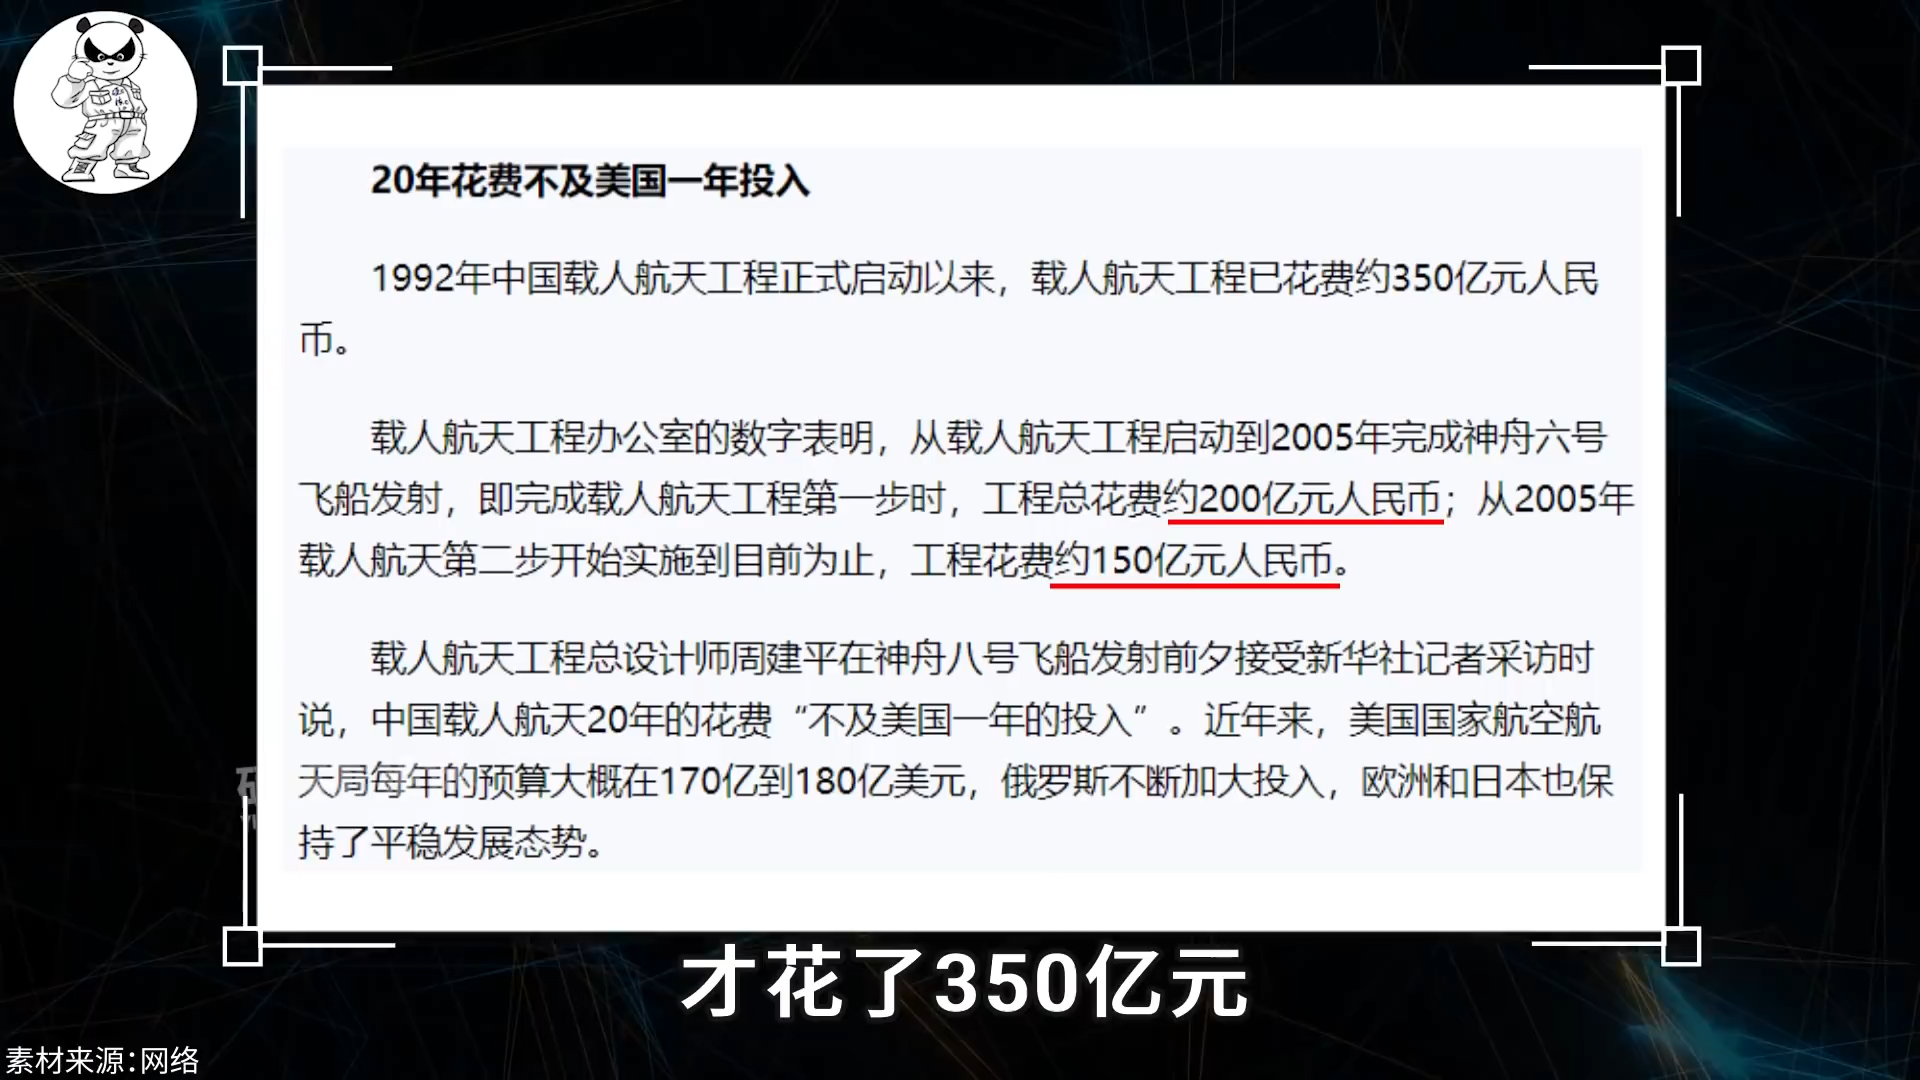 20年花费不及美国一年投入
1992年中国载人航天工程正式启动以来，载人航天工程已花费约350亿元人民
币。
载人航天工程办公室的数字表明，从载人航天工程启动到2005年完成神舟六号
飞船发射，即完成载人航天工程第一步时，工程总花费约200亿元人民币；从2005年
载人航天第二步开始实施到目前为止，工程花费约150亿元人民币。
载人航天工程总设计师周建平在神舟八号飞船发射前夕接受新华社记者采访时
说，中国载人航天20年的花费“不及美国一年的投入”。近年来，美国国家航空航
天局每年的预算大概在170亿到180亿美元，俄罗斯不断加大投入，欧洲和日本也保
持了平稳发展态势。
才花了350亿元
素材来源：网络